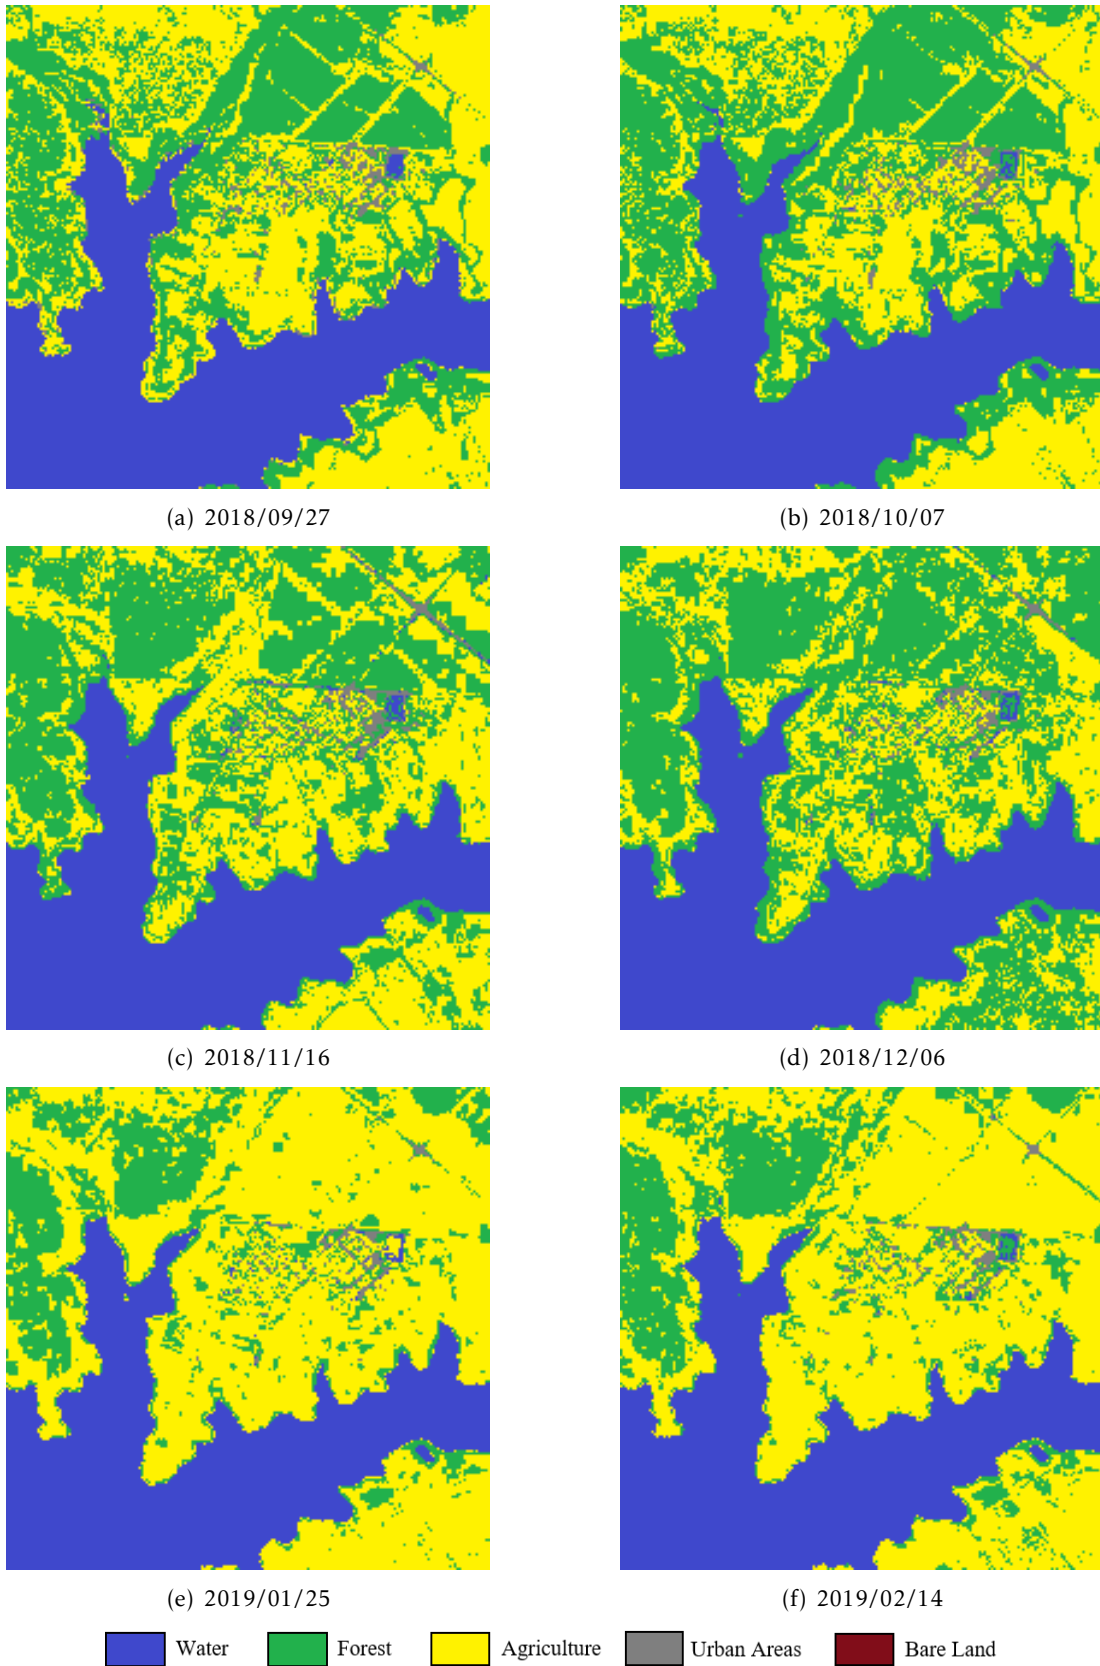 (a) 2018/09/27
(b) 2018/10/07
(c) 2018/11/16
(d) 2018/12/06
(e) 2019/01/25
(f) 2019/02/14
Water Forest Agriculture Urban Areas Bare Land